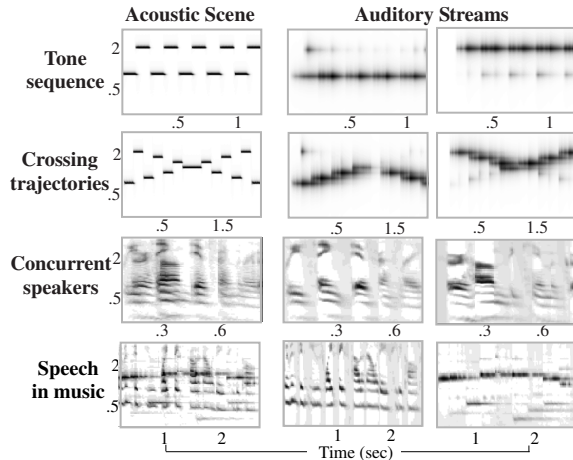 Acoustic Scene Auditory Streams
Tone
sequence
2
.5
.5 1 .5 1 .5 1
Crossing
trajectories
2
.5
.5 1.5 .5 1.5 .5 1.5
Concurrent
speakers
2
.5
.3 .6 .3 .6 .3 .6
Speech
in music
2
.5
1 2 1 2 1 2
Time (sec)